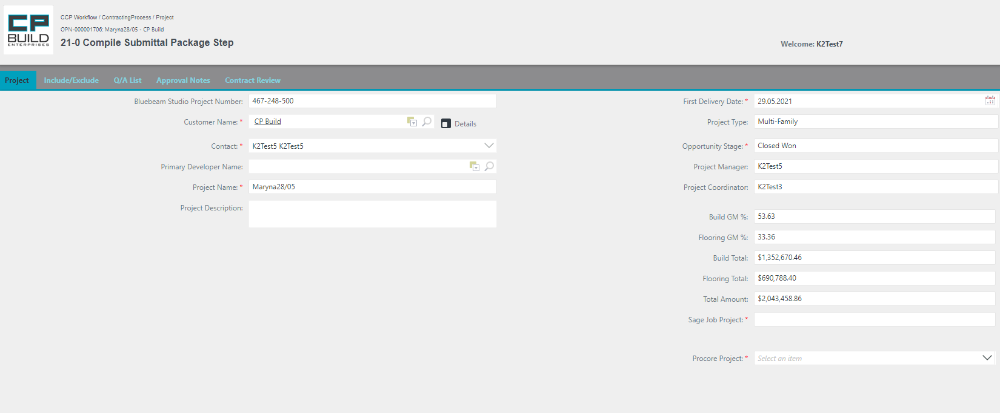 CP
BUILD
ENTERPRISES
CCP Workflow / ContractingProcess / Project
OPN-000001706: Maryna28/05 - CP Build
21-0 Compile Submittal Package Step
Welcome: K2Test7
Project Include/Exclude Q/A List Approval Notes Contract Review
Bluebeam Studio Project Number: 467-248-500
Customer Name: * CP Build Details
Contact: * K2Test5 K2Test5
Primary Developer Name:
Project Name: * Maryna28/05
Project Description:
First Delivery Date: * 29.05.2021
Project Type: Multi-Family
Opportunity Stage: * Closed Won
Project Manager: K2Test5
Project Coordinator: K2Test3
Build GM %: 53.63
Flooring GM %: 33.36
Build Total: $1,352,670.46
Flooring Total: $690,788.40
Total Amount: $2,043,458.86
Sage Job Project: *
Procore Project: * Select an item